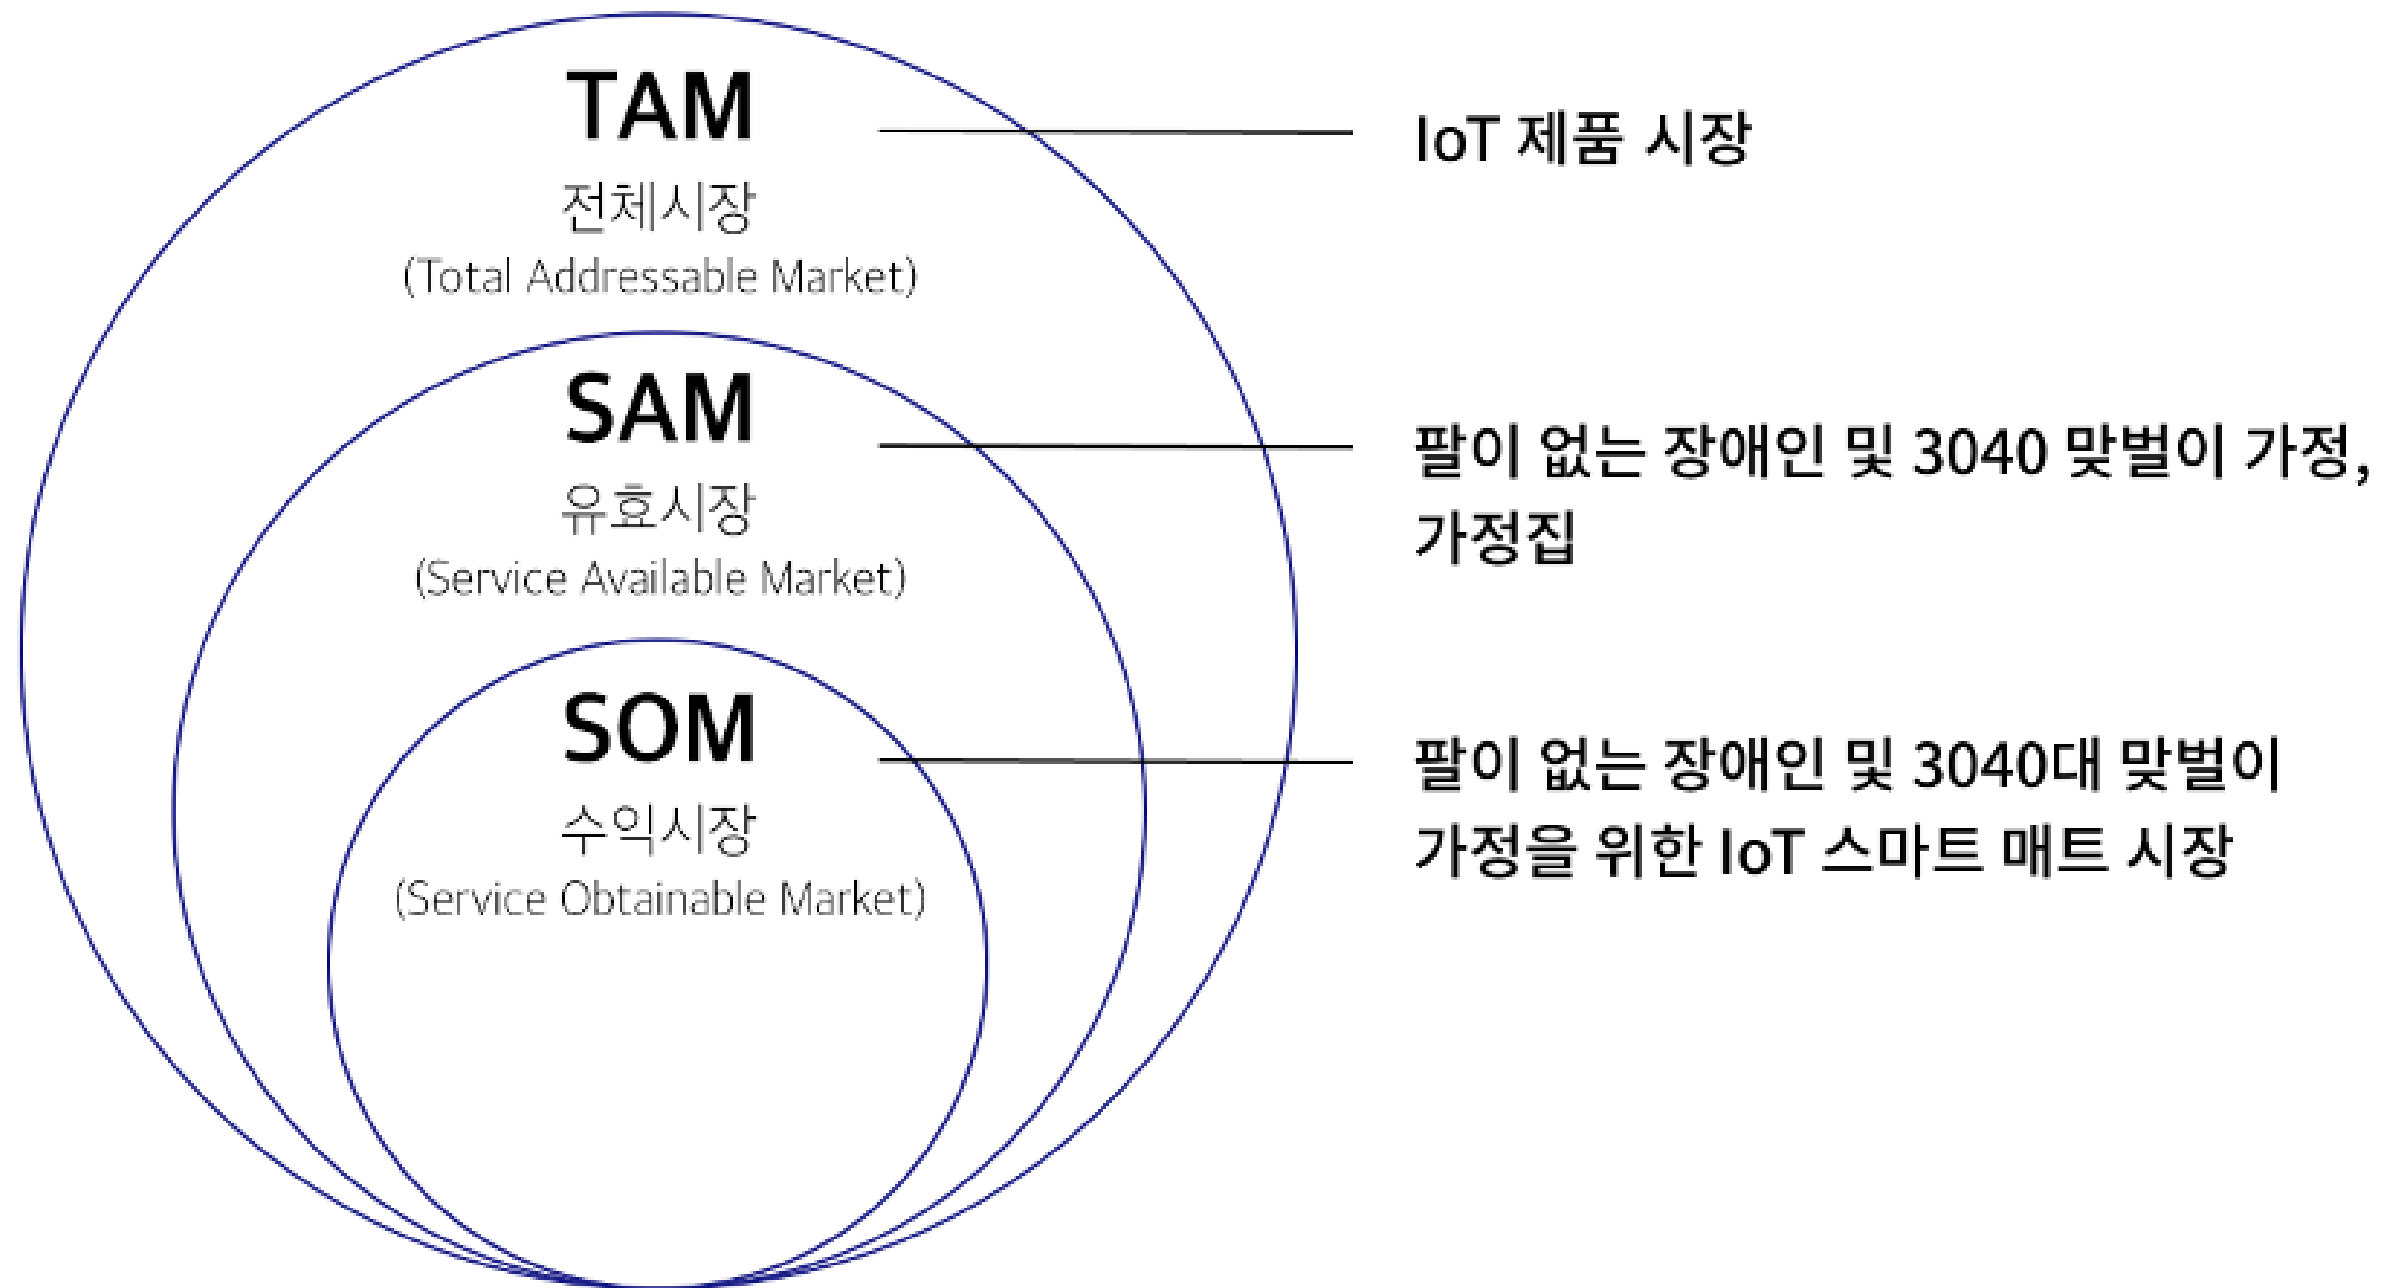 TAM
전체시장
(Total Addressable Market)
IoT 제품 시장
SAM
유효시장
(Service Available Market)
팔이 없는 장애인 및 3040 맞벌이 가정,
가정집
SOM
수익시장
(Service Obtainable Market)
팔이 없는 장애인 및 3040대 맞벌이
가정을 위한 IoT 스마트 매트 시장